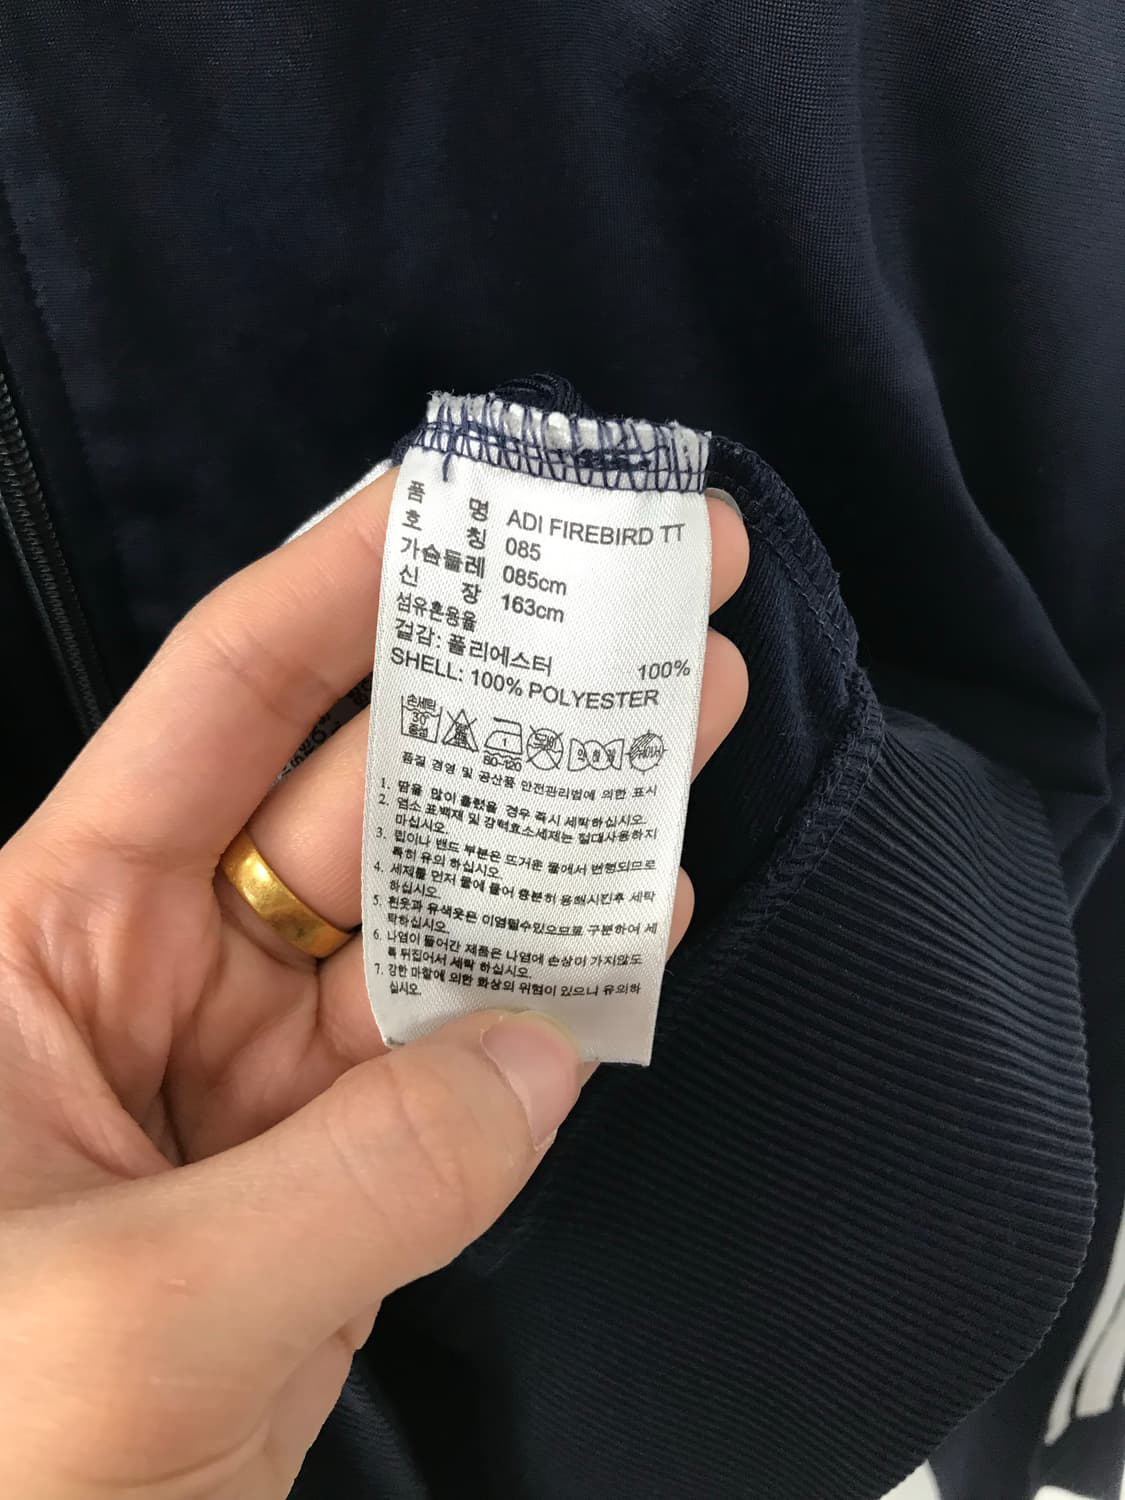 품 명 ADI FIREBIRD TT
호 칭 085
가슴둘레 085cm
신 장 163cm
섬유혼용율
겉감: 폴리에스터 100%
SHELL: 100% POLYESTER
손세탁
30
중성
80-120
품질 경영 및 공산품 안전관리법에 의한 표시
1. 땀을 많이 흘렸을 경우 즉시 세탁하십시오.
2. 염소 표백제 및 강력효소세제는 절대사용하지
마십시오.
3. 립이나 밴드 부분은 뜨거운 물에서 변형되므로
특히 유의 하십시오.
4. 세제를 먼저 물에 풀어 충분히 용해시킨후 세탁
하십시오.
5. 흰옷과 유색옷은 이염될수있으므로 구분하여 세
탁하십시오.
6. 나염이 들어간 제품은 나염에 손상이 가지않도
록 뒤집어서 세탁 하십시오.
7. 강한 마찰에 의한 화상의 위험이 있으니 유의하
십시오.